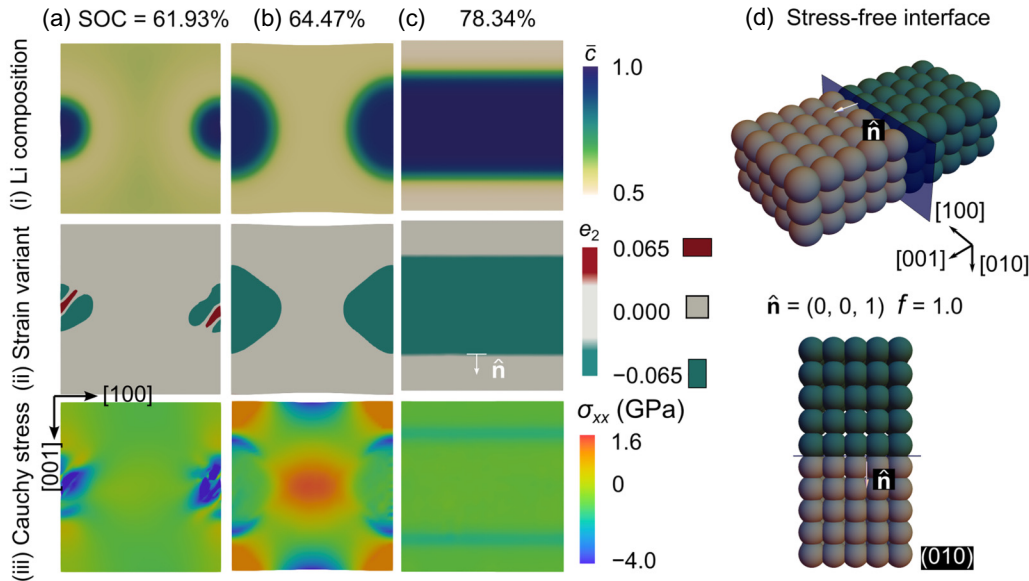 (a) SOC = 61.93% (b) 64.47% (c) 78.34% (d) Stress-free interface
(i) Li composition
c̄
1.0
0.5
n̂
[100]
[001]
[010]
(ii) Strain variant
e₂
0.065
0.000
−0.065
n̂
n̂ = (0, 0, 1) f = 1.0
(iii) Cauchy stress
[100]
[001]
σxx (GPa)
1.6
0
−4.0
n̂
(010)